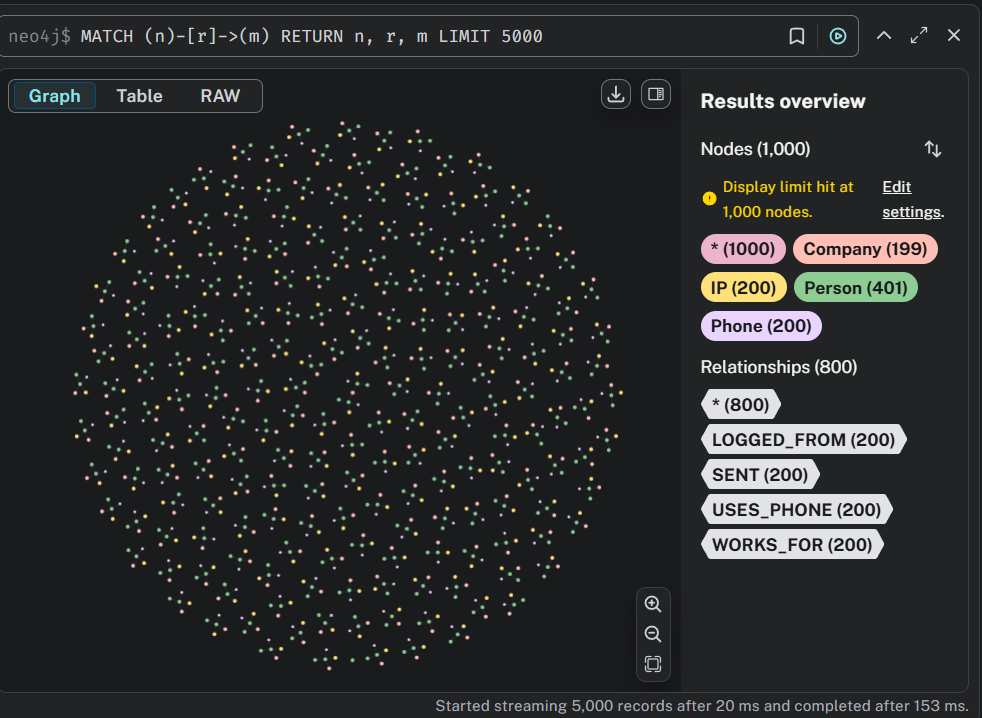 neo4j$ MATCH (n)-[r]->(m) RETURN n, r, m LIMIT 5000
Graph Table RAW
Results overview
Nodes (1,000)
Display limit hit at 1,000 nodes.
Edit settings.
* (1000) Company (199)
IP (200) Person (401)
Phone (200)
Relationships (800)
* (800)
LOGGED_FROM (200)
SENT (200)
USES_PHONE (200)
WORKS_FOR (200)
Started streaming 5,000 records after 20 ms and completed after 153 ms.